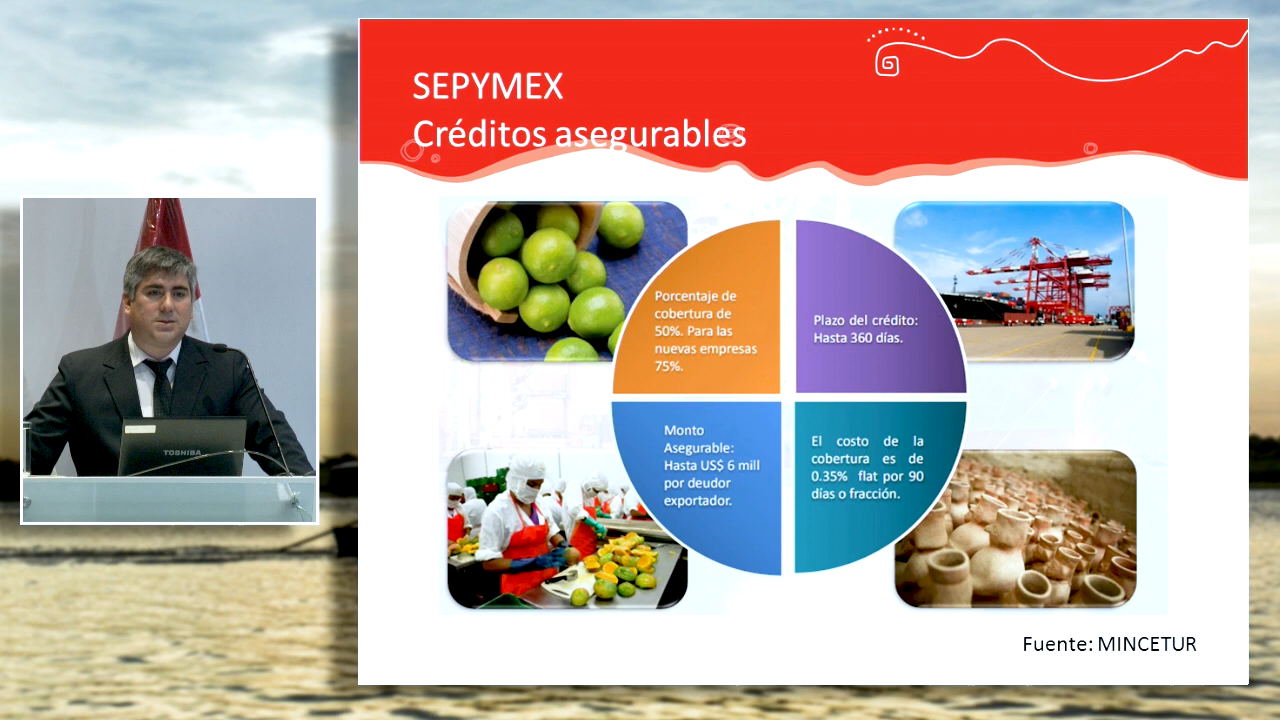 SEPYMEX
Créditos asegurables
Porcentaje de
cobertura de
50%. Para las
nuevas empresas
75%.
Plazo del crédito:
Hasta 360 días.
Monto
Asegurable:
Hasta US$ 6 mill
por deudor
exportador.
El costo de la
cobertura es de
0.35% flat por 90
días o fracción.
TOSHIBA
Fuente: MINCETUR